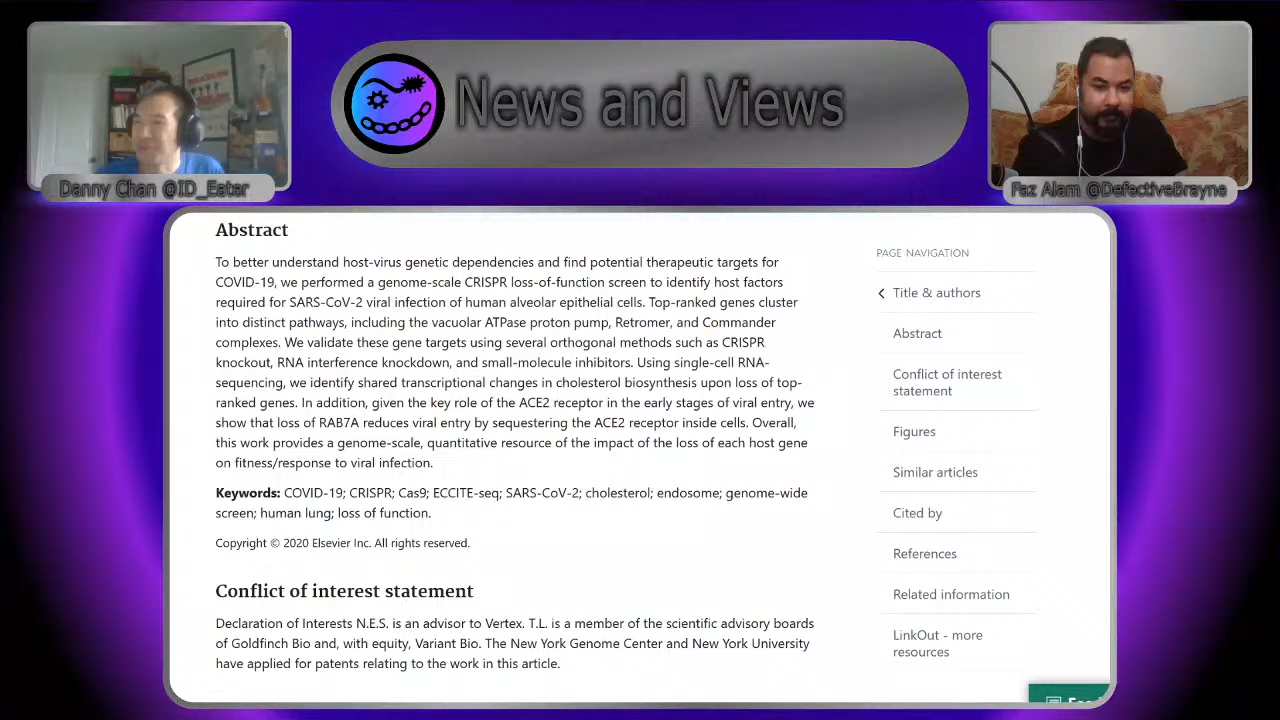 News and Views
Danny Chan @ID_Eater
Faz Alam @DefectiveBrayne
Abstract
To better understand host-virus genetic dependencies and find potential therapeutic targets for
COVID-19, we performed a genome-scale CRISPR loss-of-function screen to identify host factors
required for SARS-CoV-2 viral infection of human alveolar epithelial cells. Top-ranked genes cluster
into distinct pathways, including the vacuolar ATPase proton pump, Retromer, and Commander
complexes. We validate these gene targets using several orthogonal methods such as CRISPR
knockout, RNA interference knockdown, and small-molecule inhibitors. Using single-cell RNA-
sequencing, we identify shared transcriptional changes in cholesterol biosynthesis upon loss of top-
ranked genes. In addition, given the key role of the ACE2 receptor in the early stages of viral entry, we
show that loss of RAB7A reduces viral entry by sequestering the ACE2 receptor inside cells. Overall,
this work provides a genome-scale, quantitative resource of the impact of the loss of each host gene
on fitness/response to viral infection.
Keywords: COVID-19; CRISPR; Cas9; ECCITE-seq; SARS-CoV-2; cholesterol; endosome; genome-wide
screen; human lung; loss of function.
Copyright © 2020 Elsevier Inc. All rights reserved.
Conflict of interest statement
Declaration of Interests N.E.S. is an advisor to Vertex. T.L. is a member of the scientific advisory boards
of Goldfinch Bio and, with equity, Variant Bio. The New York Genome Center and New York University
have applied for patents relating to the work in this article.
PAGE NAVIGATION
Title & authors
Abstract
Conflict of interest
statement
Figures
Similar articles
Cited by
References
Related information
LinkOut - more
resources